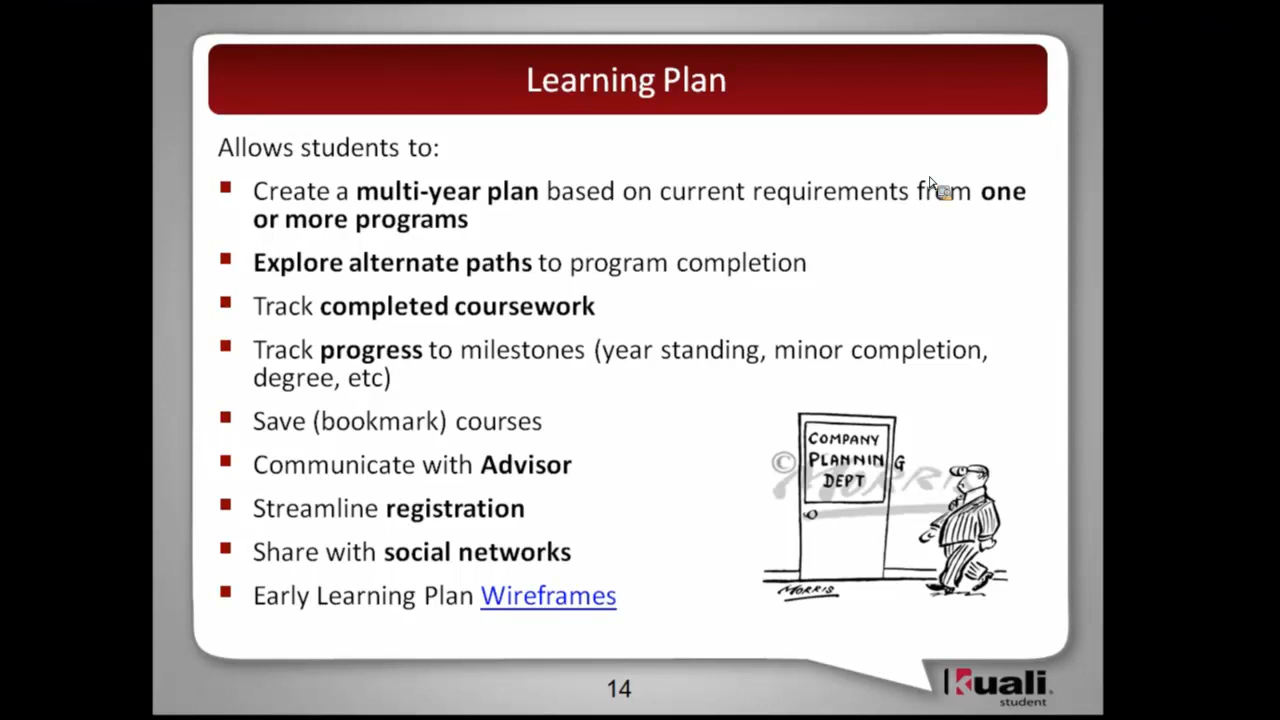 Learning Plan
Allows students to:
Create a multi-year plan based on current requirements from one
or more programs
Explore alternate paths to program completion
Track completed coursework
Track progress to milestones (year standing, minor completion,
degree, etc)
Save (bookmark) courses
Communicate with Advisor
Streamline registration
Share with social networks
Early Learning Plan Wireframes
COMPANY
PLANNING
DEPT
© MORRIS
MORRIS
14
Kuali
student